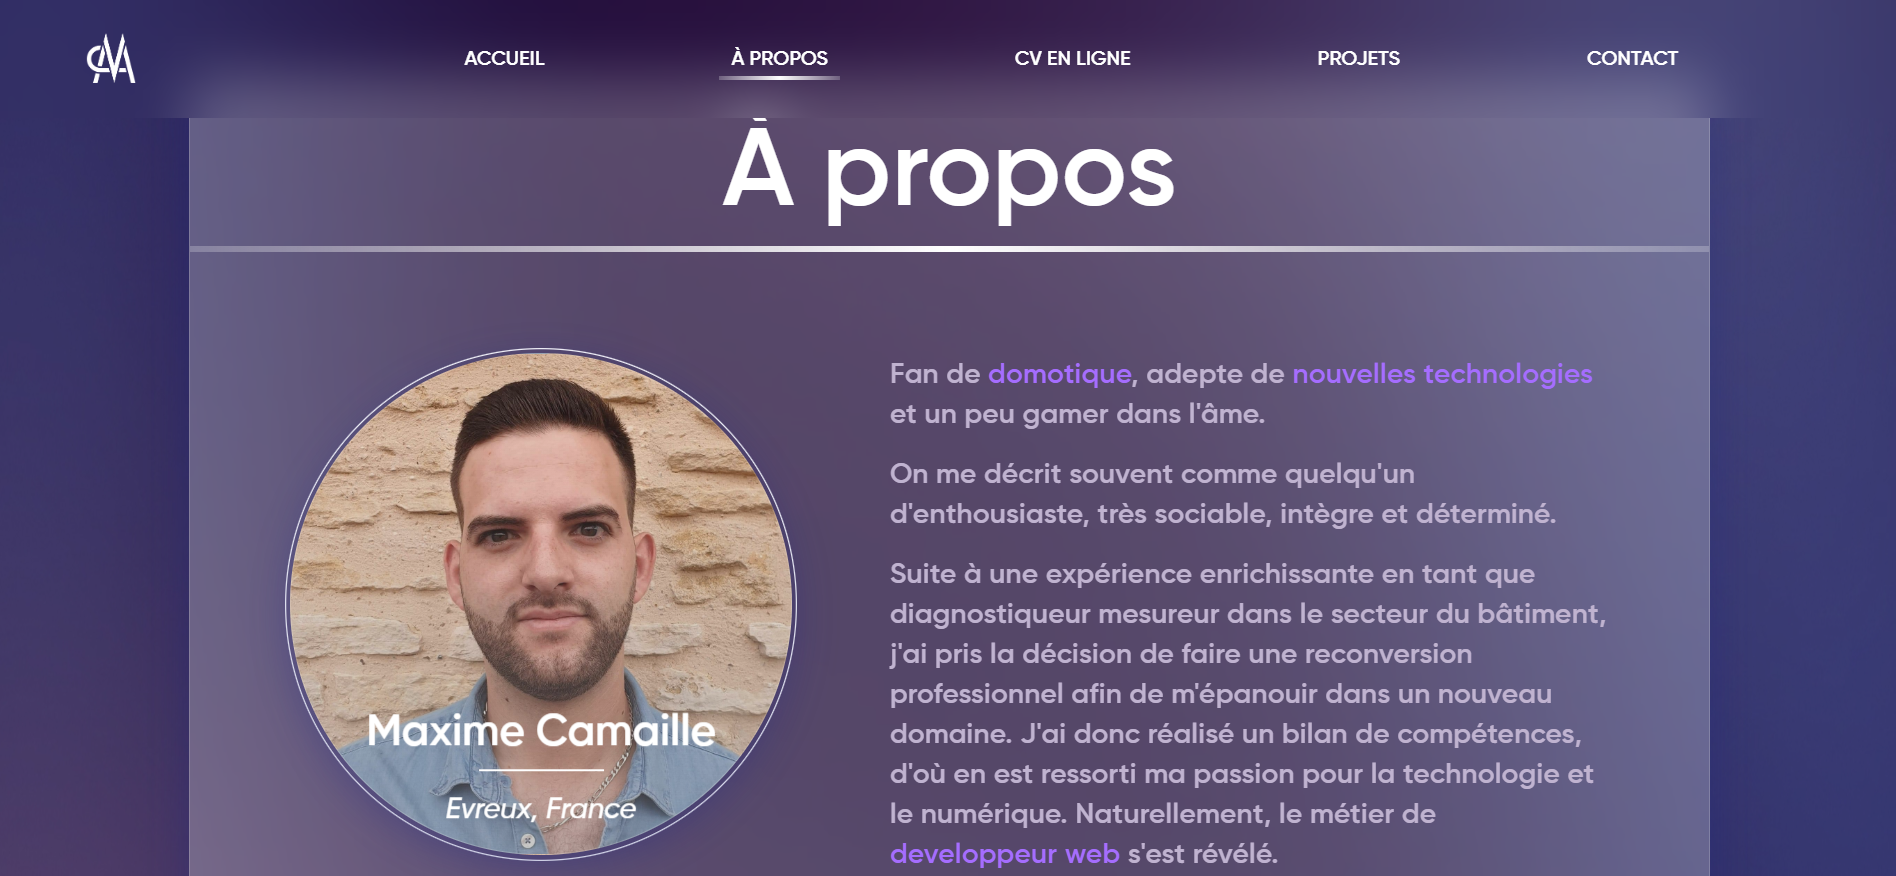 ACCUEIL À PROPOS CV EN LIGNE PROJETS CONTACT
À propos
Maxime Camaille
Evreux, France
Fan de domotique, adepte de nouvelles technologies
et un peu gamer dans l'âme.
On me décrit souvent comme quelqu'un
d'enthousiaste, très sociable, intègre et déterminé.
Suite à une expérience enrichissante en tant que
diagnostiqueur mesureur dans le secteur du bâtiment,
j'ai pris la décision de faire une reconversion
professionnel afin de m'épanouir dans un nouveau
domaine. J'ai donc réalisé un bilan de compétences,
d'où en est ressorti ma passion pour la technologie et
le numérique. Naturellement, le métier de
developpeur web s'est révélé.